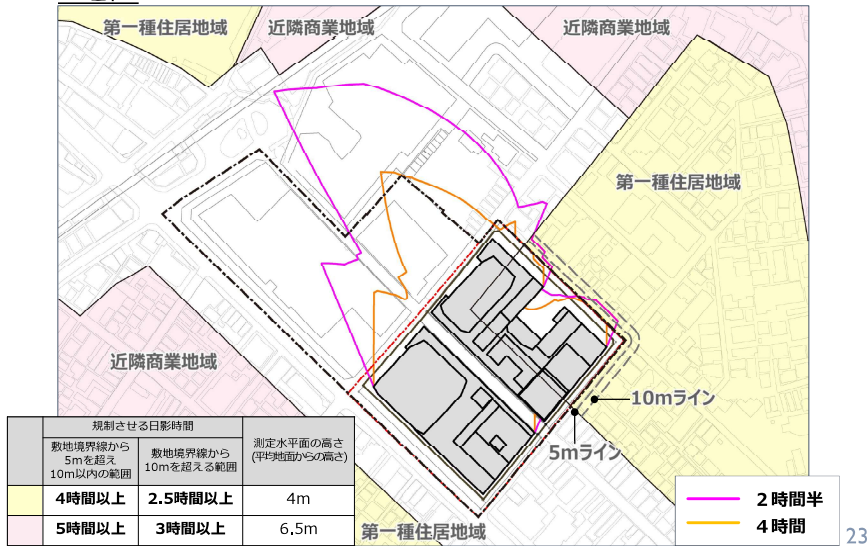 第一種住居地域
近隣商業地域
近隣商業地域
第一種住居地域
近隣商業地域
10mライン
5mライン
規制させる日影時間
敷地境界線から
5mを超え
10m以内の範囲
敷地境界線から
10mを超える範囲
測定水平面の高さ
(平均地面からの高さ)
4時間以上 2.5時間以上 4m
5時間以上 3時間以上 6.5m
第一種住居地域
2時間半
4時間
23